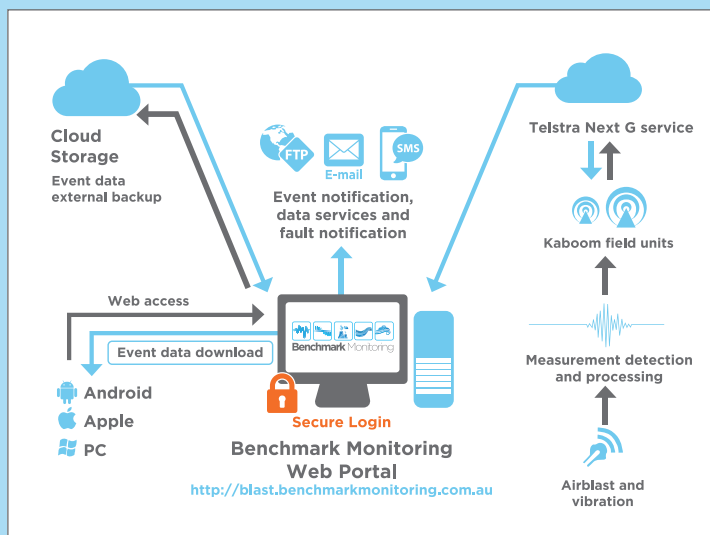 Cloud
Storage
Event data
external backup
FTP
E-mail
SMS
Event notification,
data services and
fault notification
Telstra Next G service
Kaboom field units
Measurement detection
and processing
Airblast and
vibration
Web access
Event data download
Android
Apple
PC
Benchmark Monitoring
Secure Login
Benchmark Monitoring
Web Portal
http://blast.benchmarkmonitoring.com.au